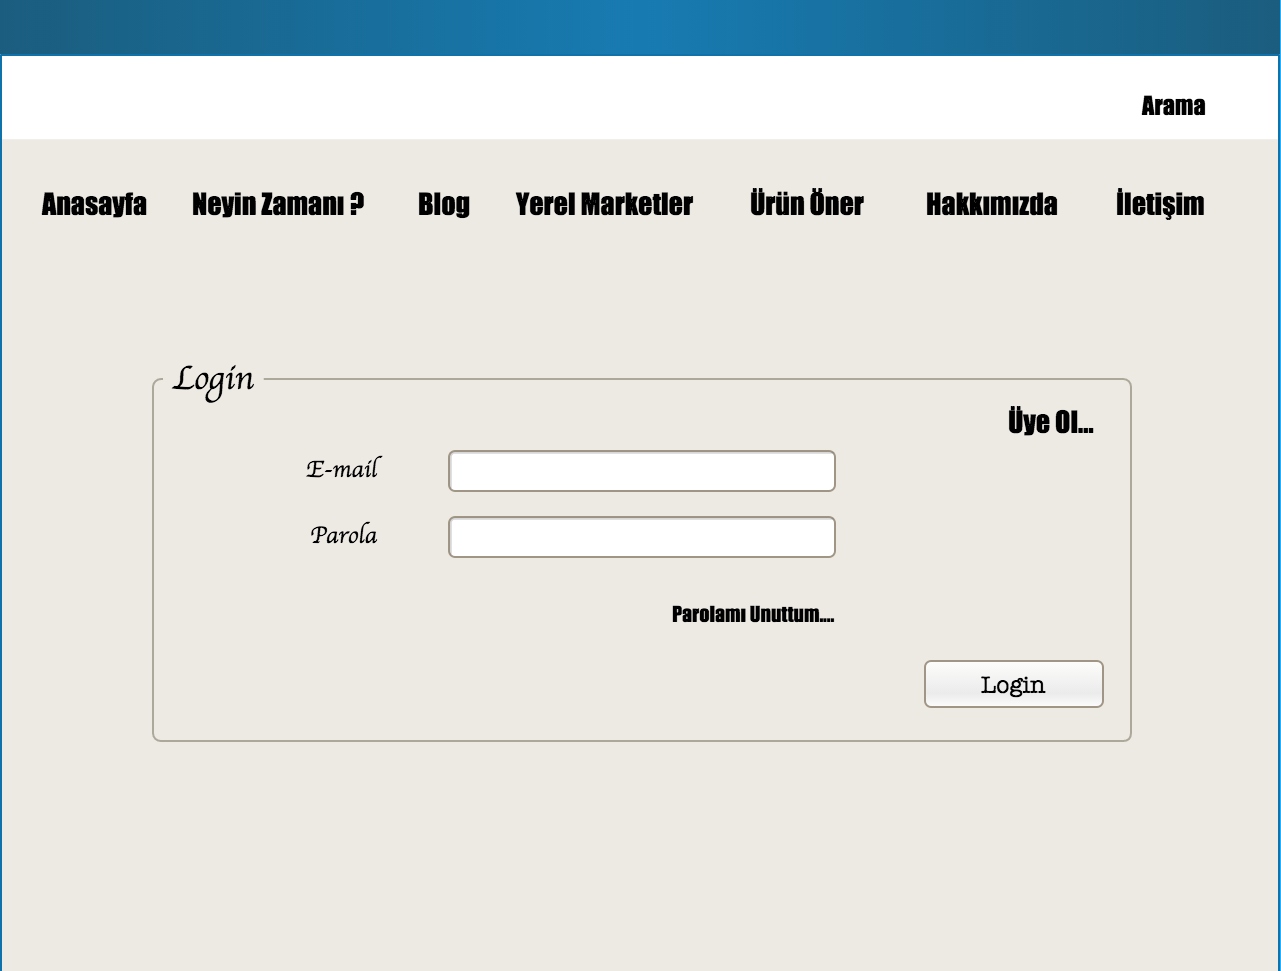 Arama
Anasayfa Neyin Zamanı ? Blog Yerel Marketler Ürün Öner Hakkımızda İletişim
Login
Üye Ol...
E-mail
Parola
Parolamı Unuttum....
Login